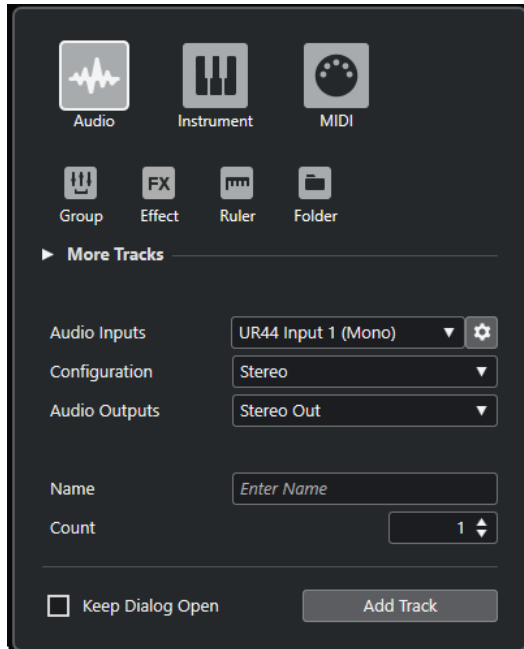 Audio Instrument MIDI
FX
Group Effect Ruler Folder
More Tracks
Audio Inputs UR44 Input 1 (Mono)
Configuration Stereo
Audio Outputs Stereo Out
Name Enter Name
Count 1
Keep Dialog Open Add Track